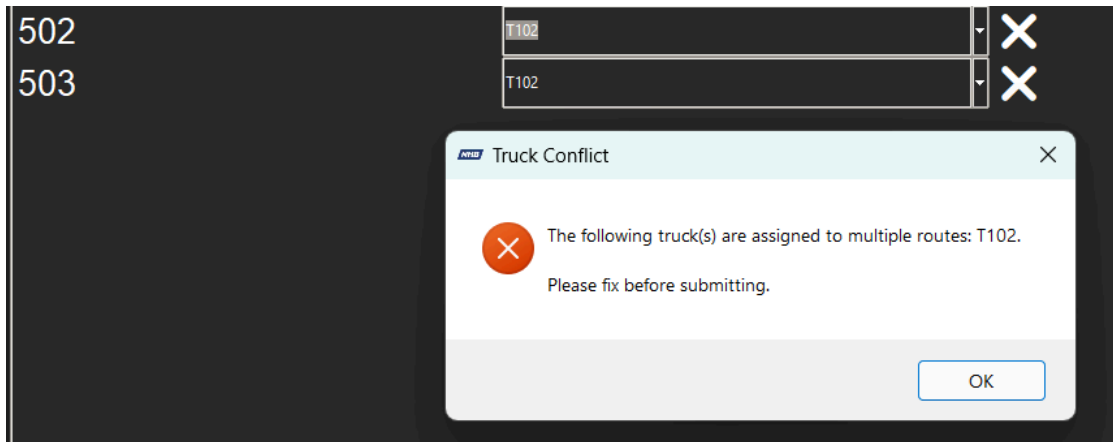 502
T102
503
T102
NHB Truck Conflict
The following truck(s) are assigned to multiple routes: T102.
Please fix before submitting.
OK